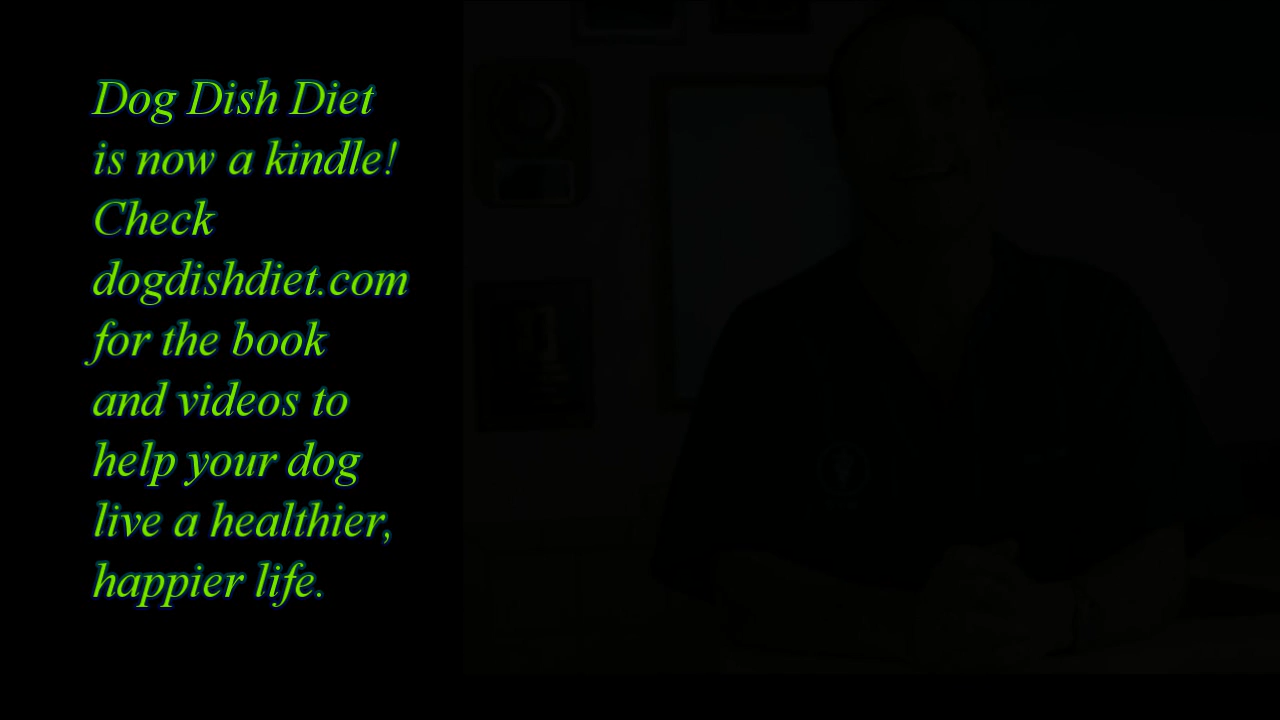 Dog Dish Diet
is now a kindle!
Check
dogdishdiet.com
for the book
and videos to
help your dog
live a healthier,
happier life.